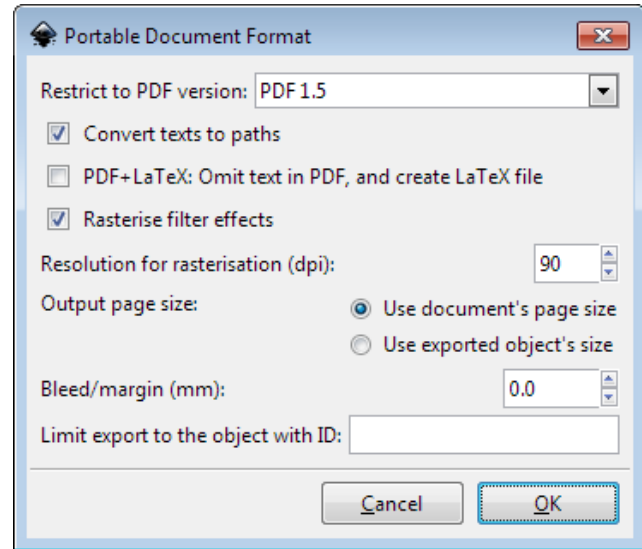 Portable Document Format
Restrict to PDF version: PDF 1.5
Convert texts to paths
PDF+LaTeX: Omit text in PDF, and create LaTeX file
Rasterise filter effects
Resolution for rasterisation (dpi): 90
Output page size: Use document's page size
Use exported object's size
Bleed/margin (mm): 0.0
Limit export to the object with ID:
Cancel OK